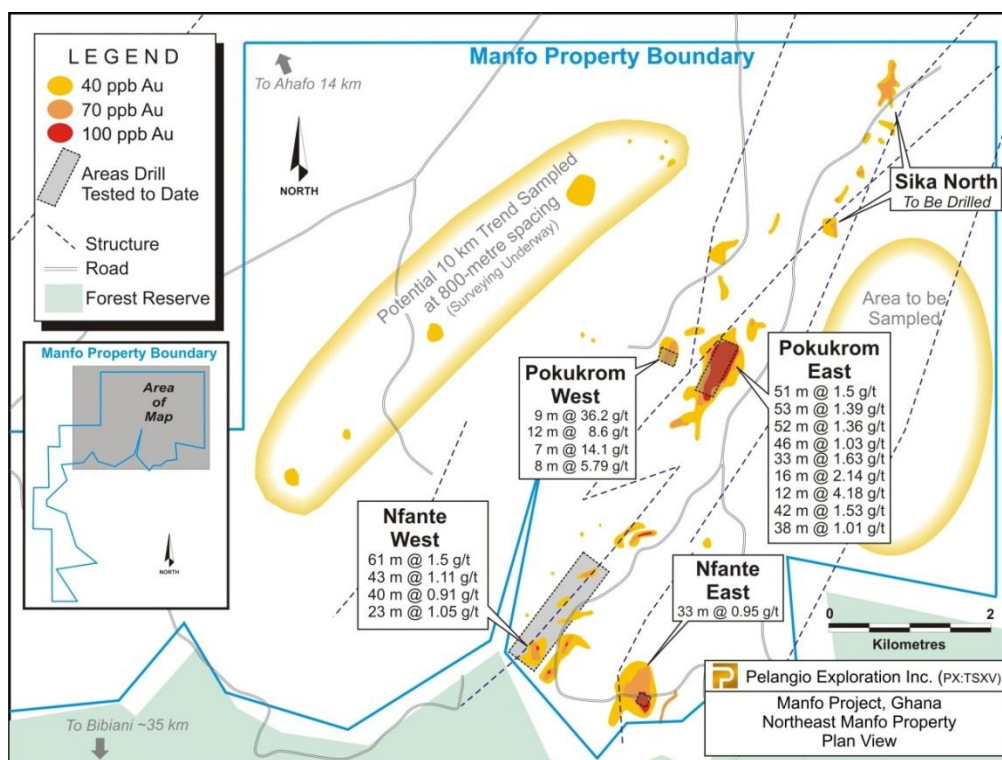 LEGEND
40 ppb Au
70 ppb Au
100 ppb Au
Areas Drill
Tested to Date
Structure
Road
Forest Reserve
Manfo Property Boundary
To Ahafo 14 km
NORTH
Potential 10 km Trend Sampled
at 800-metre spacing
(Surveying Underway)
Sika North
To Be Drilled
Area to be
Sampled
Manfo Property Boundary
Area
of
Map
NORTH
Pokukrom
West
9 m @ 36.2 g/t
12 m @ 8.6 g/t
7 m @ 14.1 g/t
8 m @ 5.79 g/t
Pokukrom
East
51 m @ 1.5 g/t
53 m @ 1.39 g/t
52 m @ 1.36 g/t
46 m @ 1.03 g/t
33 m @ 1.63 g/t
16 m @ 2.14 g/t
12 m @ 4.18 g/t
42 m @ 1.53 g/t
38 m @ 1.01 g/t
Nfante
West
61 m @ 1.5 g/t
43 m @ 1.11 g/t
40 m @ 0.91 g/t
23 m @ 1.05 g/t
Nfante
East
33 m @ 0.95 g/t
0 2
Kilometres
To Bibiani ~35 km
Pelangio Exploration Inc. (PX:TSXV)
Manfo Project, Ghana
Northeast Manfo Property
Plan View